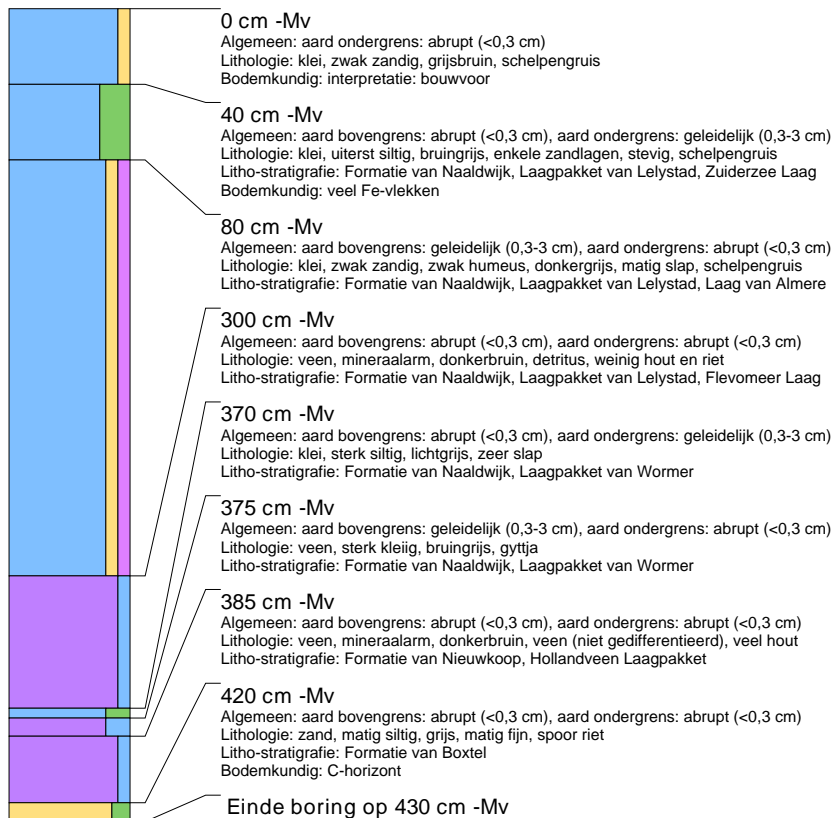 0 cm -Mv
Algemeen: aard ondergrens: abrupt (<0,3 cm)
Lithologie: klei, zwak zandig, grijsbruin, schelpengruis
Bodemkundig: interpretatie: bouwvoor
40 cm -Mv
Algemeen: aard bovengrens: abrupt (<0,3 cm), aard ondergrens: geleidelijk (0,3-3 cm)
Lithologie: klei, uiterst siltig, bruingrijs, enkele zandlagen, stevig, schelpengruis
Litho-stratigrafie: Formatie van Naaldwijk, Laagpakket van Lelystad, Zuiderzee Laag
Bodemkundig: veel Fe-vlekken
80 cm -Mv
Algemeen: aard bovengrens: geleidelijk (0,3-3 cm), aard ondergrens: abrupt (<0,3 cm)
Lithologie: klei, zwak zandig, zwak humeus, donkergrijs, matig slap, schelpengruis
Litho-stratigrafie: Formatie van Naaldwijk, Laagpakket van Lelystad, Laag van Almere
300 cm -Mv
Algemeen: aard bovengrens: abrupt (<0,3 cm), aard ondergrens: abrupt (<0,3 cm)
Lithologie: veen, mineraalarm, donkerbruin, detritus, weinig hout en riet
Litho-stratigrafie: Formatie van Naaldwijk, Laagpakket van Lelystad, Flevomeer Laag
370 cm -Mv
Algemeen: aard bovengrens: abrupt (<0,3 cm), aard ondergrens: geleidelijk (0,3-3 cm)
Lithologie: klei, sterk siltig, lichtgrijs, zeer slap
Litho-stratigrafie: Formatie van Naaldwijk, Laagpakket van Wormer
375 cm -Mv
Algemeen: aard bovengrens: geleidelijk (0,3-3 cm), aard ondergrens: abrupt (<0,3 cm)
Lithologie: veen, sterk kleiig, bruingrijs, gyttja
Litho-stratigrafie: Formatie van Naaldwijk, Laagpakket van Wormer
385 cm -Mv
Algemeen: aard bovengrens: abrupt (<0,3 cm), aard ondergrens: abrupt (<0,3 cm)
Lithologie: veen, mineraalarm, donkerbruin, veen (niet gedifferentieerd), veel hout
Litho-stratigrafie: Formatie van Nieuwkoop, Hollandveen Laagpakket
420 cm -Mv
Algemeen: aard bovengrens: abrupt (<0,3 cm), aard ondergrens: abrupt (<0,3 cm)
Lithologie: zand, matig siltig, grijs, matig fijn, spoor riet
Litho-stratigrafie: Formatie van Boxtel
Bodemkundig: C-horizont
Einde boring op 430 cm -Mv